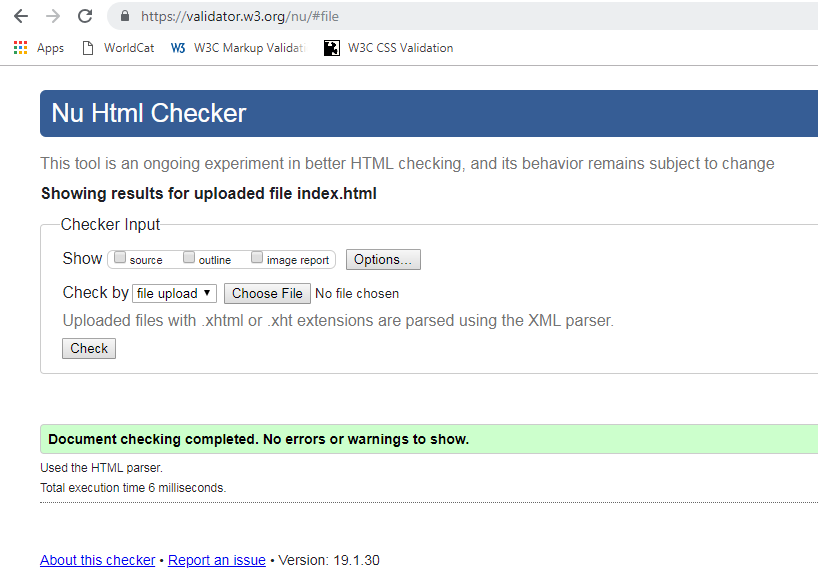 https://validator.w3.org/nu/#file
Apps WorldCat W3 W3C Markup Validati W3C CSS Validation
Nu Html Checker
This tool is an ongoing experiment in better HTML checking, and its behavior remains subject to change
Showing results for uploaded file index.html
Checker Input
Show source outline image report Options...
Check by file upload ▼ Choose File No file chosen
Uploaded files with .xhtml or .xht extensions are parsed using the XML parser.
Check
Document checking completed. No errors or warnings to show.
Used the HTML parser.
Total execution time 6 milliseconds.
About this checker • Report an issue • Version: 19.1.30